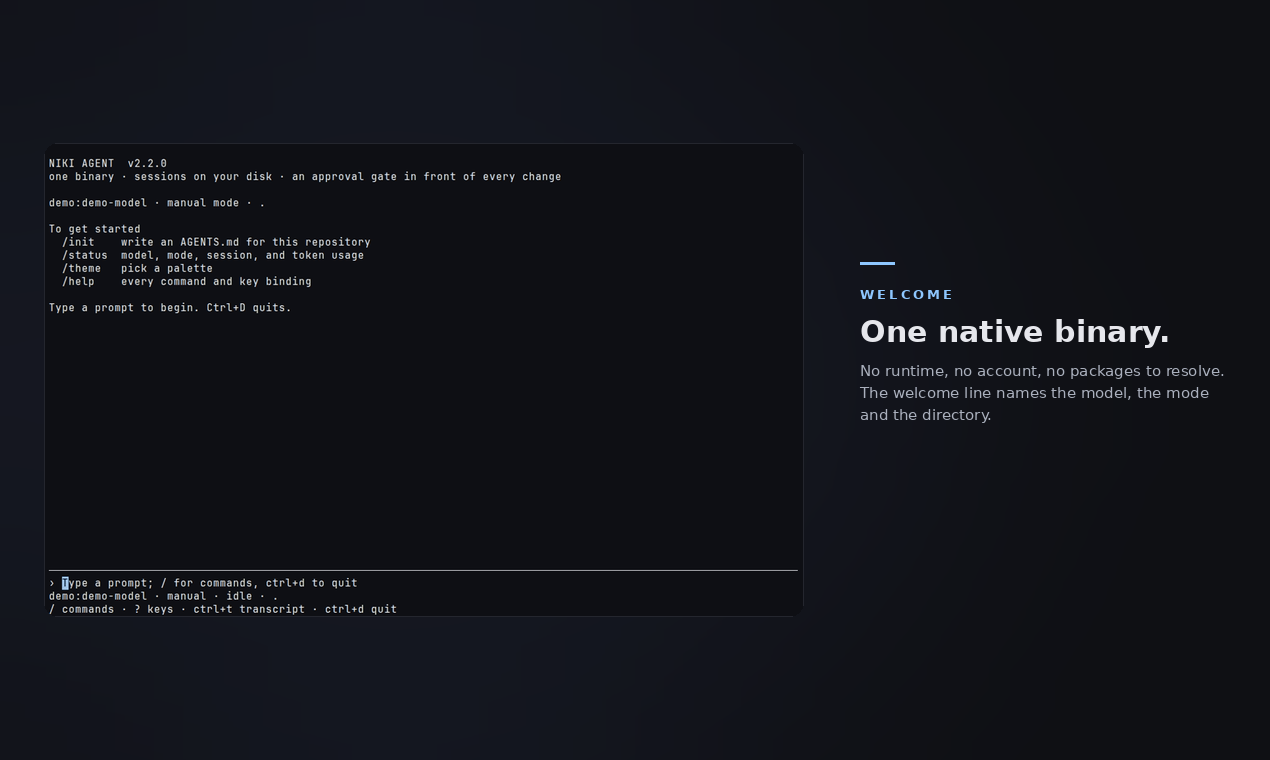 NIKI AGENT  v2.2.0
one binary · sessions on your disk · an approval gate in front of every change
demo:demo-model · manual mode · .
To get started
/init    write an AGENTS.md for this repository
/status  model, mode, session, and token usage
/theme   pick a palette
/help    every command and key binding
Type a prompt to begin. Ctrl+D quits.
› Type a prompt; / for commands, ctrl+d to quit
demo:demo-model · manual · idle · .
/ commands · ? keys · ctrl+t transcript · ctrl+d quit
WELCOME
One native binary.
No runtime, no account, no packages to resolve.
The welcome line names the model, the mode
and the directory.